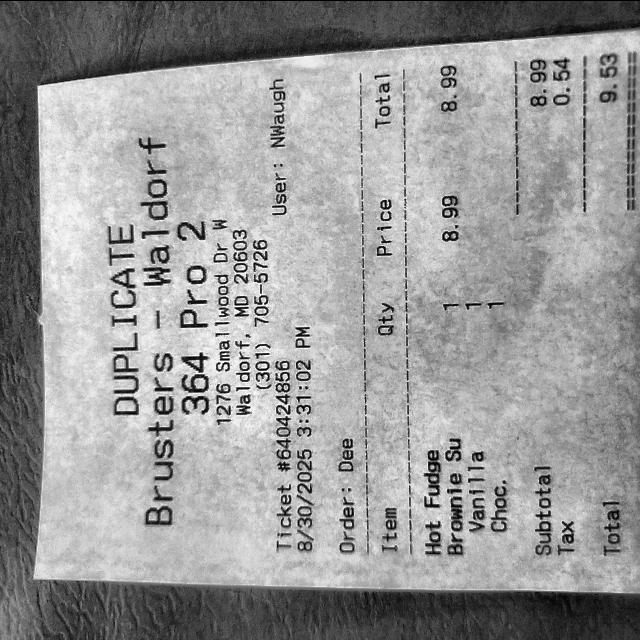 DUPLICATE
Brusters - Waldorf
364 Pro 2
1276 Smallwood Dr W
Waldorf, MD 20603
(301) 705-5726
Ticket #640424856 User: NWaugh
8/30/2025 3:31:02 PM
Order: Dee
Item Qty Price Total
Hot Fudge
Brownie Su 1 8.99 8.99
Vanilla 1
Choc. 1
Subtotal 8.99
Tax 0.54
Total 9.53